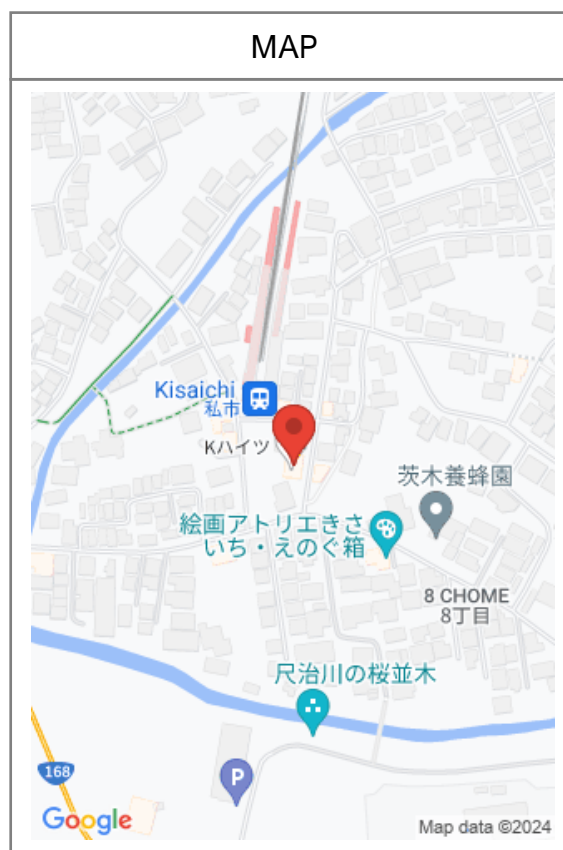 MAP
Kisaichi
私市
Kハイツ
茨木養蜂園
絵画アトリエきさ
いち・えのぐ箱
8 CHOME
8丁目
尺治川の桜並木
168
P
Google
Map data ©2024